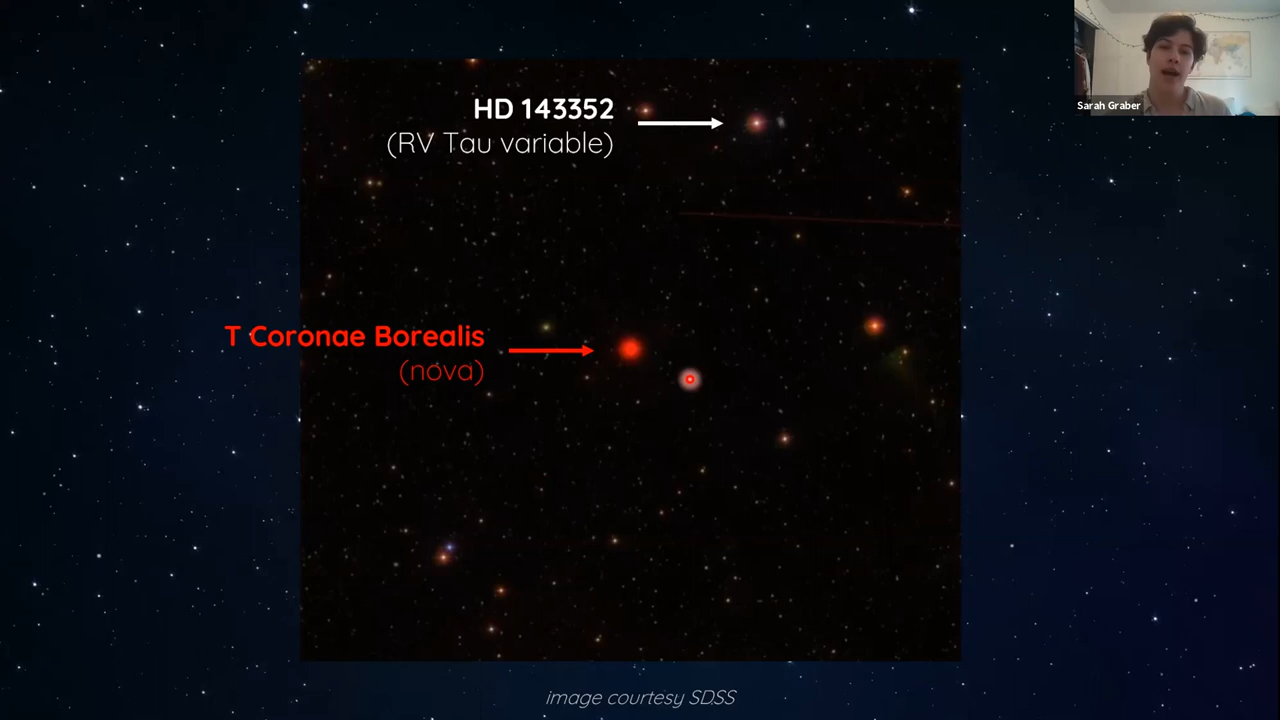 Sarah Graber
HD 143352
(RV Tau variable)
T Coronae Borealis
(nova)
image courtesy SDSS